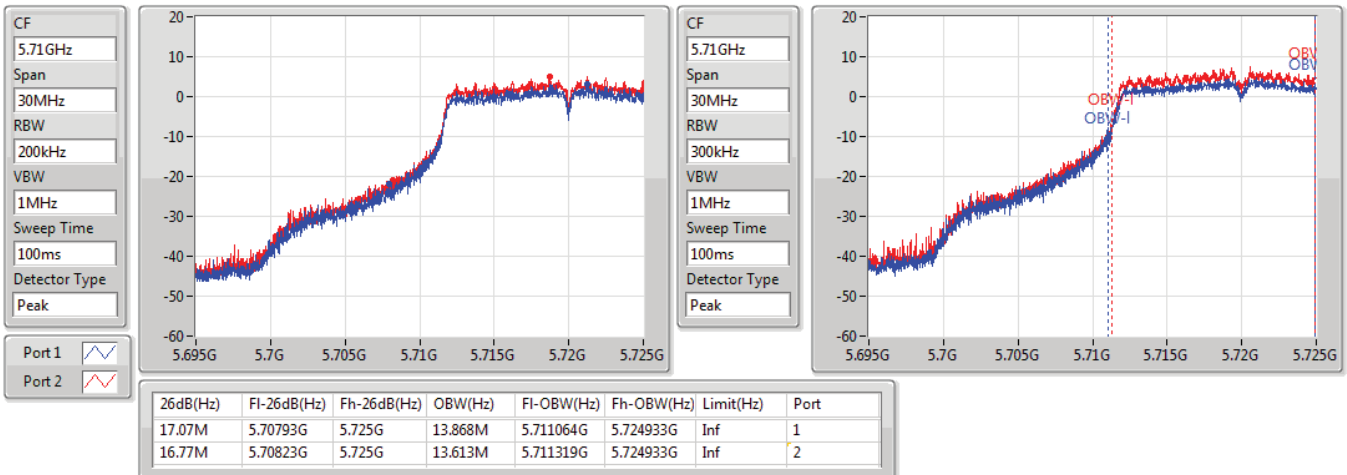 CF
5.71GHz
Span
30MHz
RBW
200kHz
VBW
1MHz
Sweep Time
100ms
Detector Type
Peak
Port 1
Port 2
20
10
0
-10
-20
-30
-40
-50
-60
5.695G 5.7G 5.705G 5.71G 5.715G 5.72G 5.725G
CF
5.71GHz
Span
30MHz
RBW
300kHz
VBW
1MHz
Sweep Time
100ms
Detector Type
Peak
20
10
0
-10
-20
-30
-40
-50
-60
OBW-l
OBW-l
OBW
OBW
5.695G 5.7G 5.705G 5.71G 5.715G 5.72G 5.725G
26dB(Hz) Fl-26dB(Hz) Fh-26dB(Hz) OBW(Hz) Fl-OBW(Hz) Fh-OBW(Hz) Limit(Hz) Port
17.07M 5.70793G 5.725G 13.868M 5.711064G 5.724933G Inf 1
16.77M 5.70823G 5.725G 13.613M 5.711319G 5.724933G Inf 2